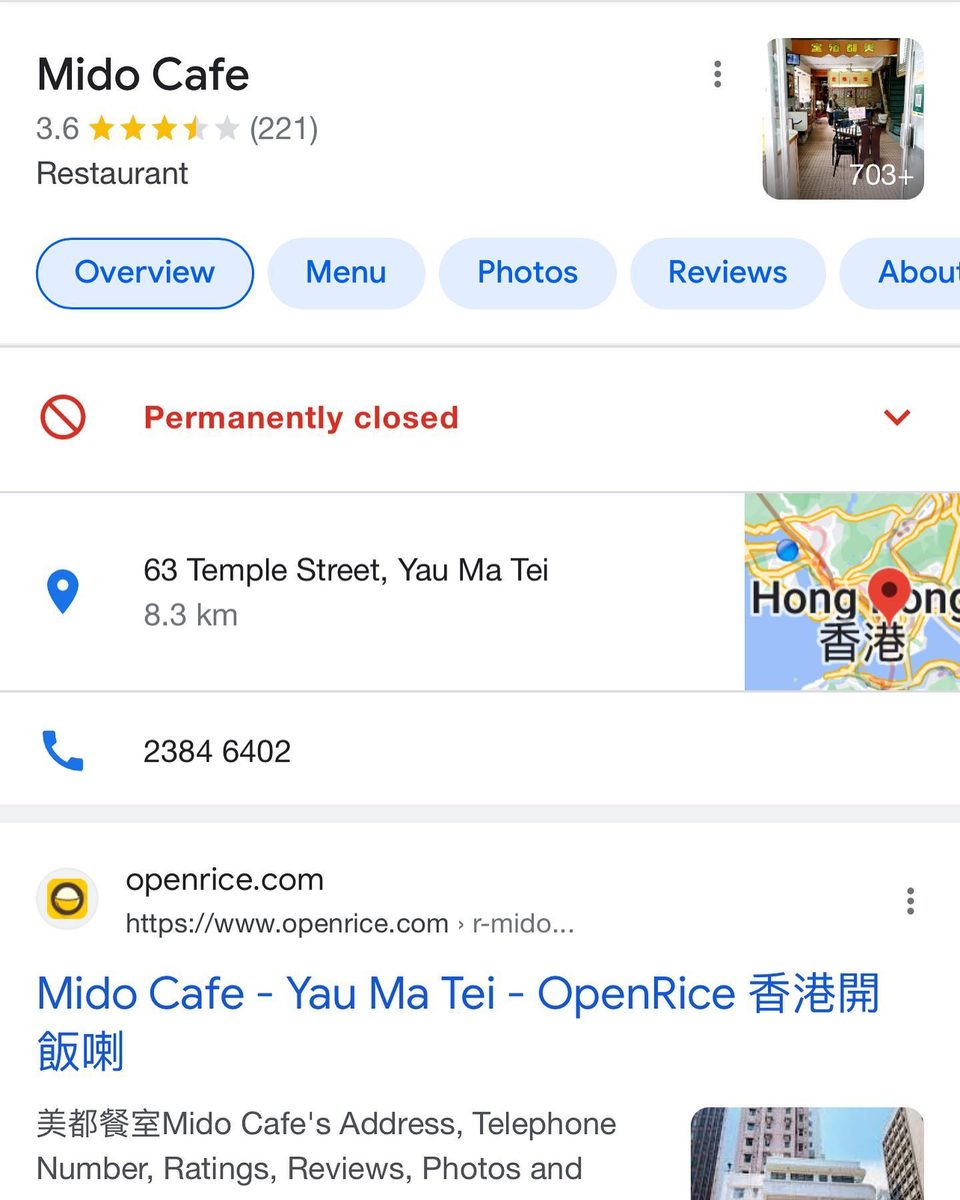 Mido Cafe
3.6 (221)
Restaurant
703+
Overview
Menu
Photos
Reviews
About
Permanently closed
63 Temple Street, Yau Ma Tei
8.3 km
Hong Kong
香港
2384 6402
openrice.com
https://www.openrice.com › r-mido...
Mido Cafe - Yau Ma Tei - OpenRice 香港開
飯喇
美都餐室Mido Cafe's Address, Telephone
Number, Ratings, Reviews, Photos and